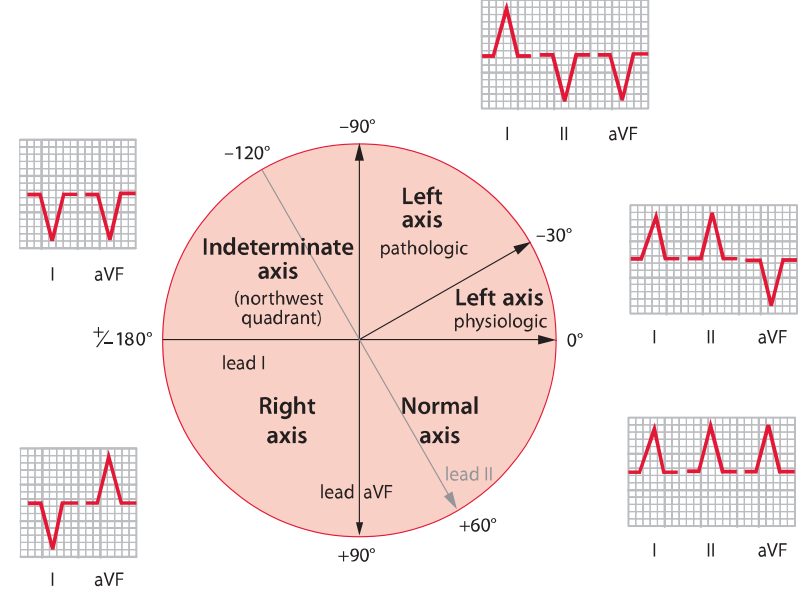 I II aVF
–90°
–120°
Left
axis
pathologic
–30°
Indeterminate
axis
(northwest
quadrant)
I aVF
Left axis
physiologic
I II aVF
+/–180°
0°
lead I
Right
axis
Normal
axis
lead II
lead aVF
+60°
+90°
I aVF
I II aVF